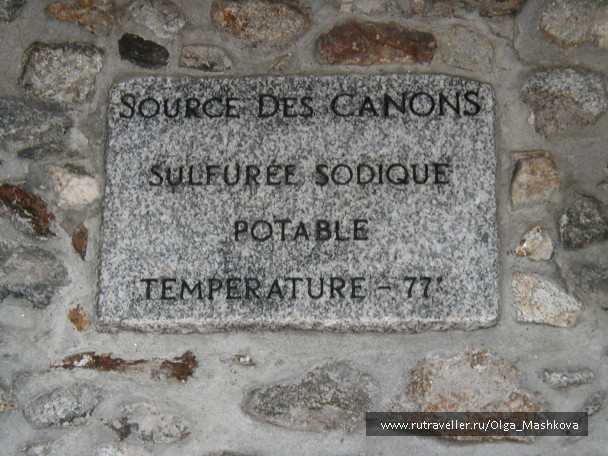 SOURCE DES CANONS
SULFURÉE SODIQUE
POTABLE
TEMPERATURE - 77°
www.rutraveller.ru/Olga_Mashkova